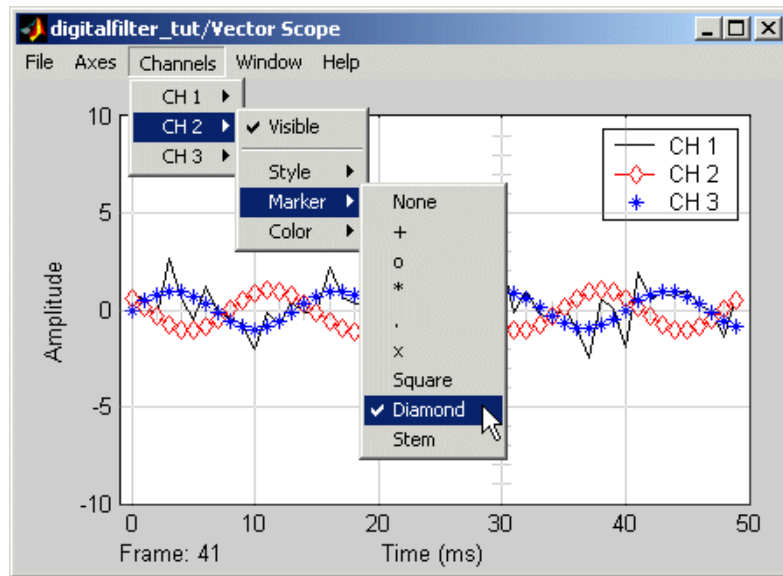 digitalfilter_tut/Vector Scope
File Axes Channels Window Help
CH 1
CH 2
CH 3
Visible
Style
Marker
Color
None
+
o
*
.
x
Square
Diamond
Stem
CH 1
CH 2
CH 3
10
5
0
-5
-10
Amplitude
0 10 20 30 40 50
Frame: 41 Time (ms)